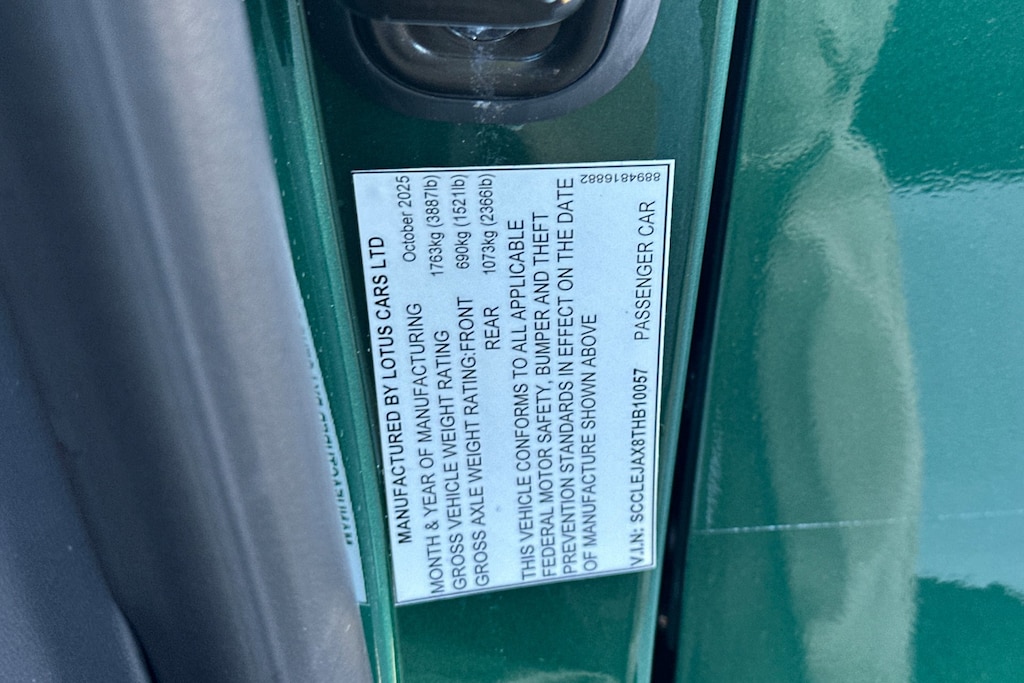 MANUFACTURED BY LOTUS CARS LTD
MONTH & YEAR OF MANUFACTURING October 2025
GROSS VEHICLE WEIGHT RATING 1763kg (3887lb)
GROSS AXLE WEIGHT RATING:FRONT 690kg (1521lb)
REAR 1073kg (2366lb)
THIS VEHICLE CONFORMS TO ALL APPLICABLE
FEDERAL MOTOR SAFETY, BUMPER AND THEFT
PREVENTION STANDARDS IN EFFECT ON THE DATE
OF MANUFACTURE SHOWN ABOVE
8894816882
V.I.N: SCCLEJAX8THB10057 PASSENGER CAR